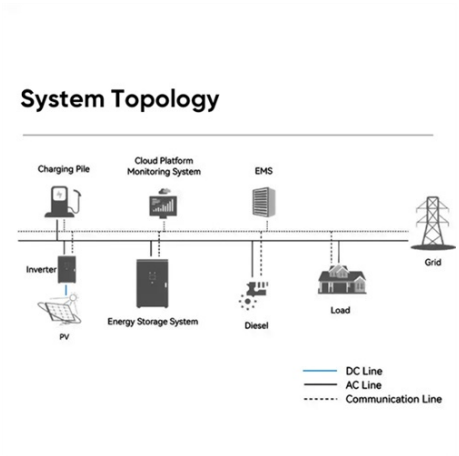 System Topology
Charging Pile
Cloud Platform
Monitoring System
EMS
Inverter
Grid
Energy Storage System
Diesel
Load
PV
DC Line
AC Line
Communication Line